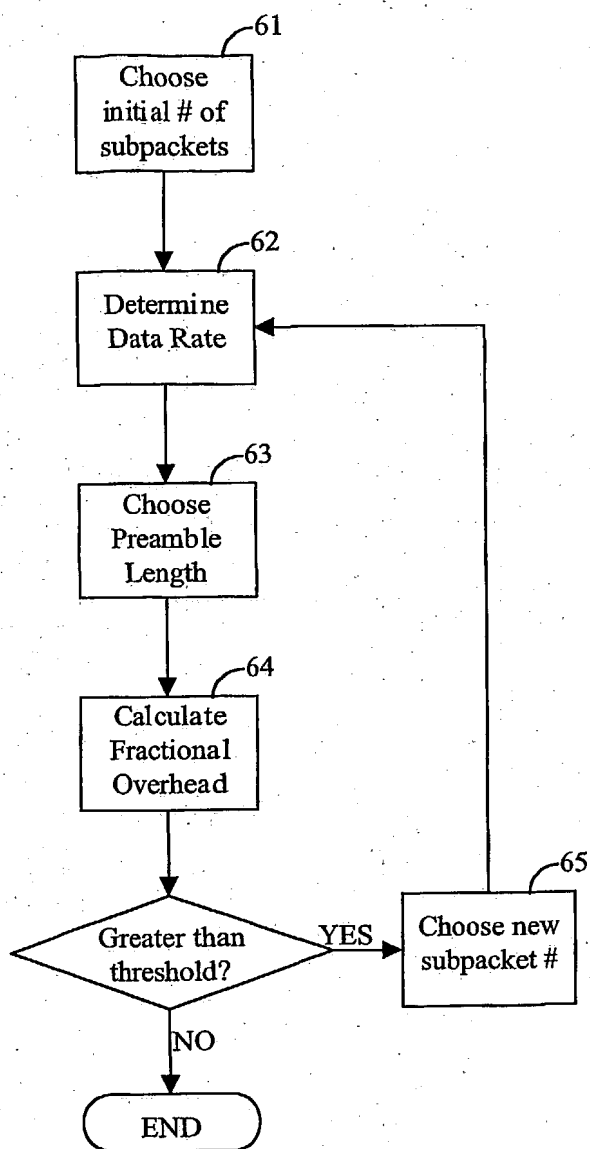 61
Choose
initial # of
subpackets
62
Determine
Data Rate
63
Choose
Preamble
Length
64
Calculate
Fractional
Overhead
Greater than
threshold?
YES
65
Choose new
subpacket #
NO
END